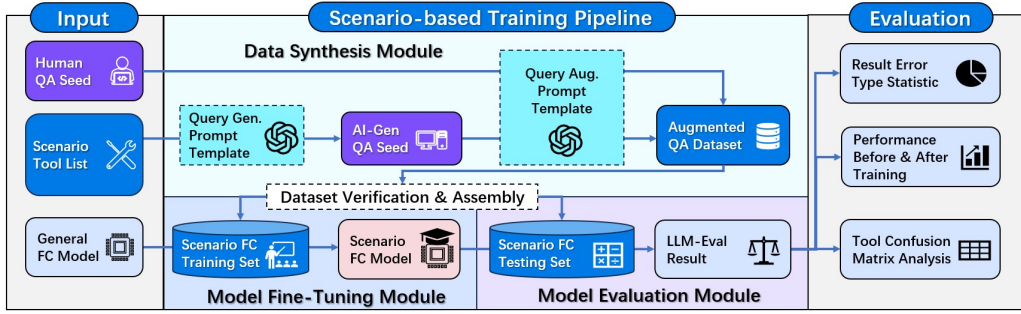 Input
Scenario-based Training Pipeline
Evaluation
Data Synthesis Module
Human
QA Seed
Scenario
Tool List
General
FC Model
Query Gen.
Prompt
Template
AI-Gen
QA Seed
Query Aug.
Prompt
Template
Augmented
QA Dataset
Dataset Verification & Assembly
Scenario FC
Training Set
Scenario
FC Model
Model Fine-Tuning Module
Scenario FC
Testing Set
LLM-Eval
Result
Model Evaluation Module
Result Error
Type Statistic
Performance
Before & After
Training
Tool Confusion
Matrix Analysis